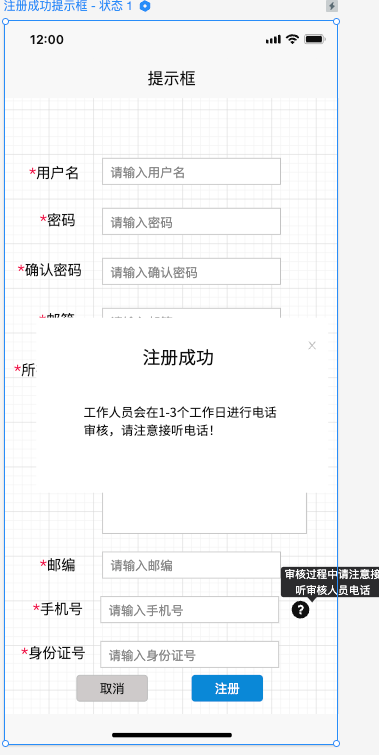 注册成功提示框 - 状态 1
12:00
提示框
*用户名 请输入用户名
*密码 请输入密码
*确认密码 请输入确认密码
*所
注册成功
×
工作人员会在1-3个工作日进行电话
审核，请注意接听电话！
*邮编 请输入邮编
审核过程中请注意接
听审核人员电话
*手机号 请输入手机号 ?
*身份证号 请输入身份证号
取消 注册